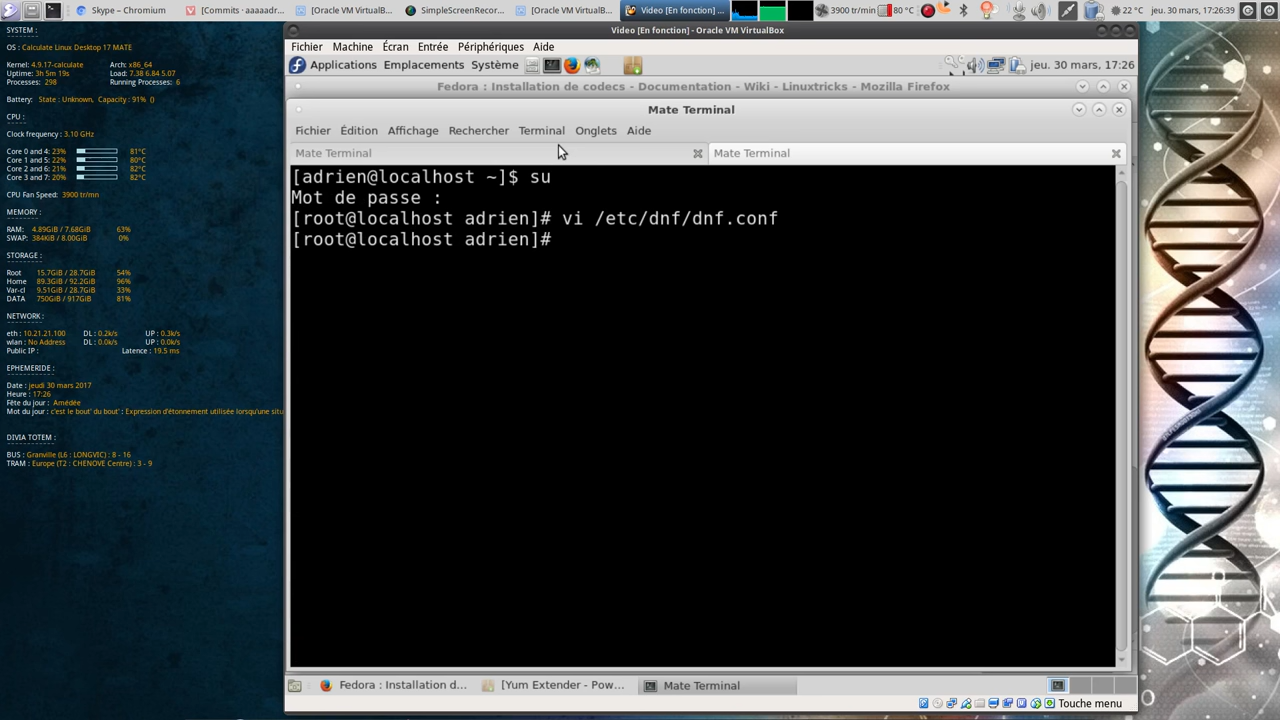 Skype – Chromium
[Commits · aaaaadr...
[Oracle VM VirtualB...
SimpleScreenRecor...
[Oracle VM VirtualB...
Video [En fonction] ...
3900 tr/min
80 °C
22 °C
jeu. 30 mars, 17:26:39
SYSTEM :
OS : Calculate Linux Desktop 17 MATE
Kernel: 4.9.17-calculate Arch: x86_64
Uptime: 3h 5m 19s Load: 7.38 6.84 5.07
Processes: 298 Running Processes: 6
Battery: State : Unknown, Capacity : 91% ()
CPU :
Clock frequency : 3.10 GHz
Core 0 and 4: 23% 81°C
Core 1 and 5: 22% 80°C
Core 2 and 6: 21% 82°C
Core 3 and 7: 20% 82°C
CPU Fan Speed: 3900 tr/mn
MEMORY :
RAM: 4.89GiB / 7.68GiB 63%
SWAP: 384KiB / 8.00GiB 0%
STORAGE :
Root 15.7GiB / 28.7GiB 54%
Home 89.3GiB / 92.2GiB 96%
Var-cl 9.51GiB / 28.7GiB 33%
DATA 750GiB / 917GiB 81%
NETWORK :
eth : 10.21.21.100 DL : 0.2k/s UP : 0.3k/s
wlan : No Address DL : 0.0k/s UP : 0.0k/s
Public IP : Latence : 19.5 ms
EPHEMERIDE :
Date : jeudi 30 mars 2017
Heure : 17:26
Fête du jour : Amédée
Mot du jour : c'est le bout' du bout' : Expression d'étonnement utilisée lorsqu'une situ
DIVIA TOTEM :
BUS : Granville (L6 : LONGVIC) : 8 - 16
TRAM : Europe (T2 : CHENOVE Centre) : 3 - 9
Video [En fonction] - Oracle VM VirtualBox
Fichier Machine Écran Entrée Périphériques Aide
Applications Emplacements Système
jeu. 30 mars, 17:26
Fedora : Installation de codecs - Documentation - Wiki - Linuxtricks - Mozilla Firefox
Mate Terminal
Fichier Édition Affichage Rechercher Terminal Onglets Aide
Mate Terminal
Mate Terminal
[adrien@localhost ~]$ su
Mot de passe :
[root@localhost adrien]# vi /etc/dnf/dnf.conf
[root@localhost adrien]#
Fedora : Installation d...
[Yum Extender - Pow...
Mate Terminal
Touche menu